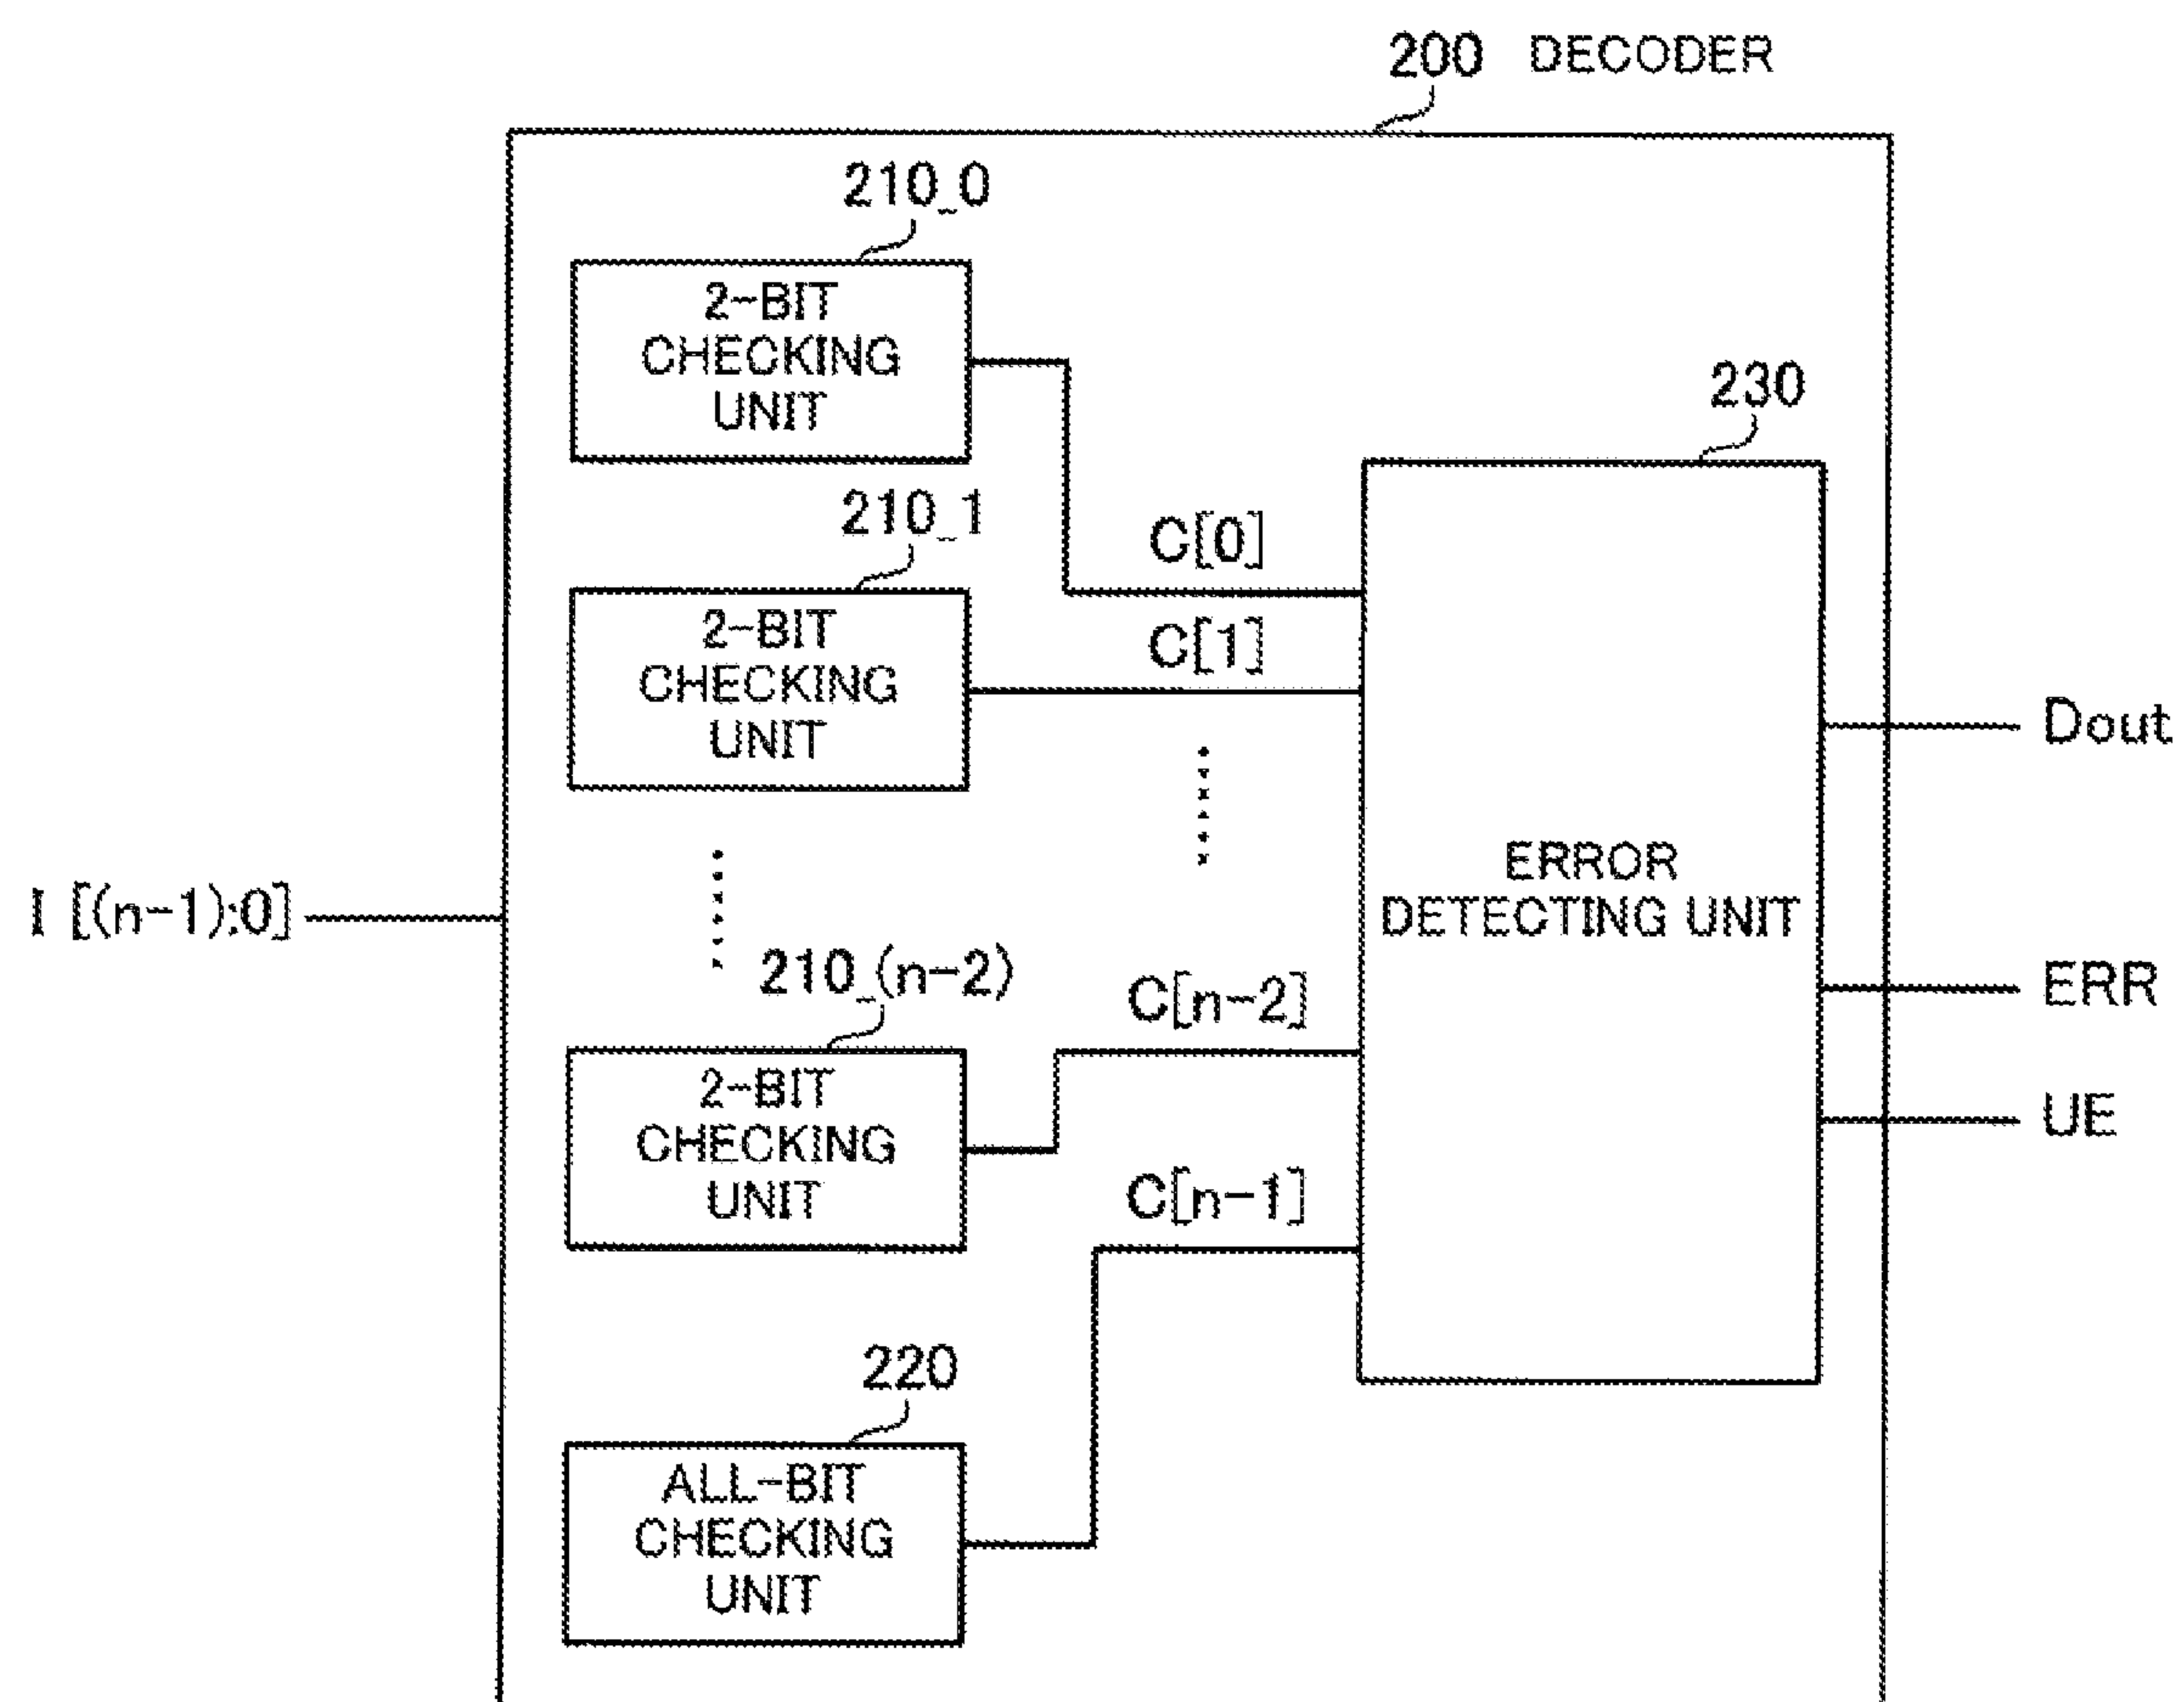 200 DECODER
210_0
2-BIT
CHECKING
UNIT
230
210_1
C[0]
2-BIT
CHECKING
UNIT
C[1]
Dout
ERROR
DETECTING UNIT
I [(n-1):0]
210_(n-2)
C[n-2]
ERR
2-BIT
CHECKING
UNIT
UE
C[n-1]
220
ALL-BIT
CHECKING
UNIT